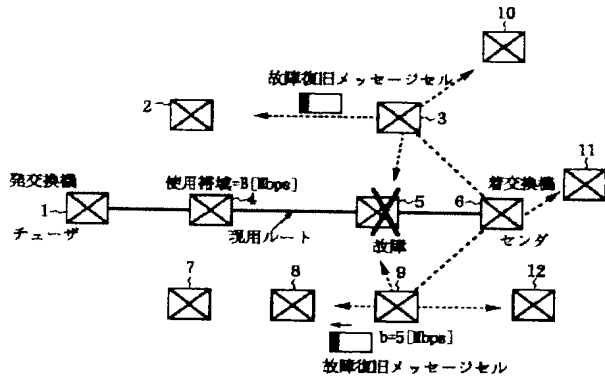 10
故障復旧メッセージセル
2
3
11
発交換機
使用帯域=B[Mbps]
着交換機
1
4
5
6
チューザ
現用ルート
故障
センダ
7
8
9
12
b=5[Mbps]
故障復旧メッセージセル